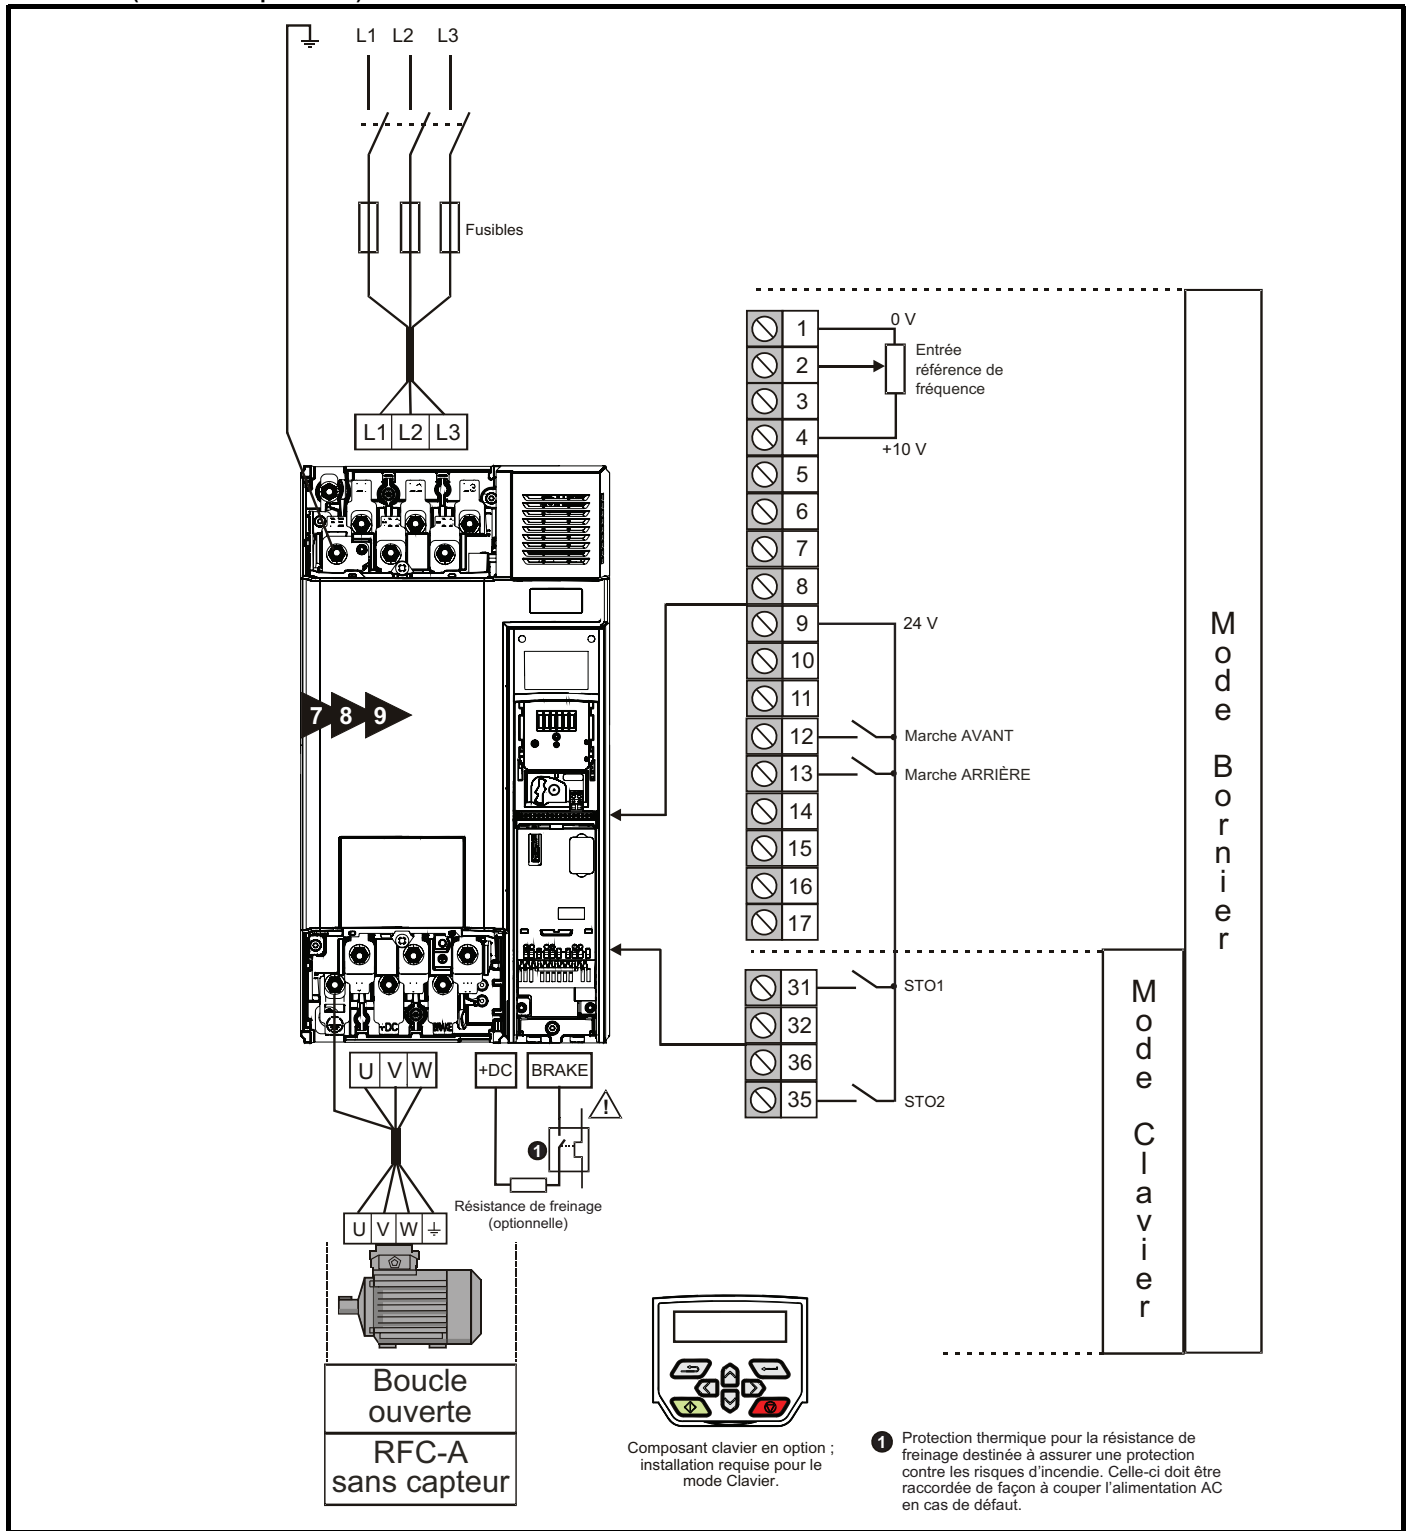 L1 L2 L3
Fusibles
L1 L2 L3
1
2
3
4
5
6
7
8
9
10
11
12
13
14
15
16
17
0 V
Entrée
référence de
fréquence
+10 V
24 V
Marche AVANT
Marche ARRIÈRE
7 8 9
31
32
36
35
STO1
STO2
Mode Bornier
Mode Clavier
+DC BRAKE
U V W
+DC
BRAKE
1
Résistance de freinage
(optionnelle)
U V W
Boucle
ouverte
RFC-A
sans capteur
Composant clavier en option ;
installation requise pour le
mode Clavier.
1 Protection thermique pour la résistance de
freinage destinée à assurer une protection
contre les risques d'incendie. Celle-ci doit être
raccordée de façon à couper l'alimentation AC
en cas de défaut.